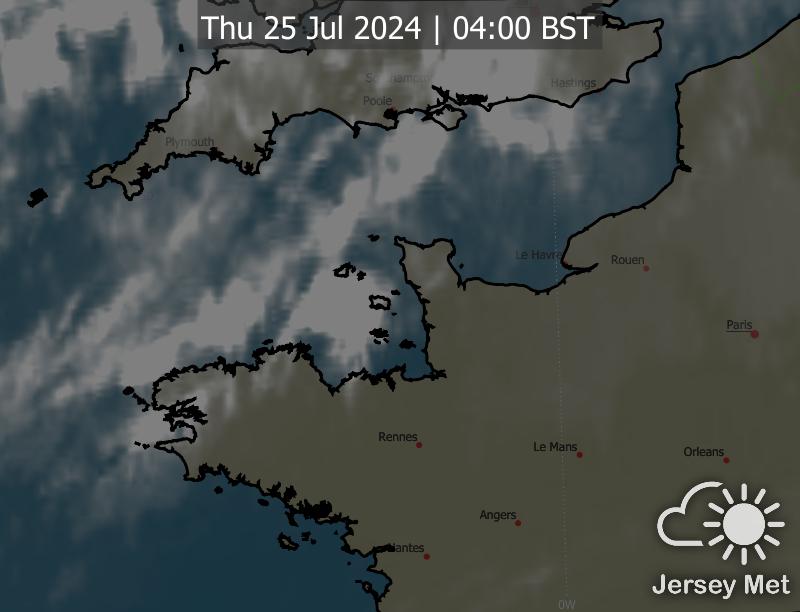 Thu 25 Jul 2024 | 04:00 BST
Southampton
Hastings
Poole
Plymouth
Le Havre
Rouen
Paris
Rennes
Le Mans
Orleans
Angers
Nantes
Jersey Met
0W